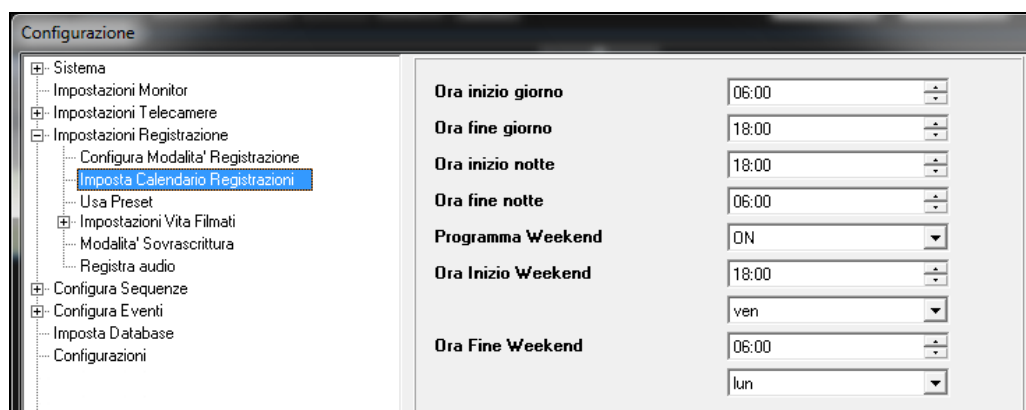 Configurazione
Sistema
Impostazioni Monitor
Impostazioni Telecamere
Impostazioni Registrazione
Configura Modalita' Registrazione
Imposta Calendario Registrazioni
Usa Preset
Impostazioni Vita Filmati
Modalita' Sovrascrittura
Registra audio
Configura Sequenze
Configura Eventi
Imposta Database
Configurazioni
Ora inizio giorno 06:00
Ora fine giorno 18:00
Ora inizio notte 18:00
Ora fine notte 06:00
Programma Weekend ON
Ora Inizio Weekend 18:00
ven
Ora Fine Weekend 06:00
lun